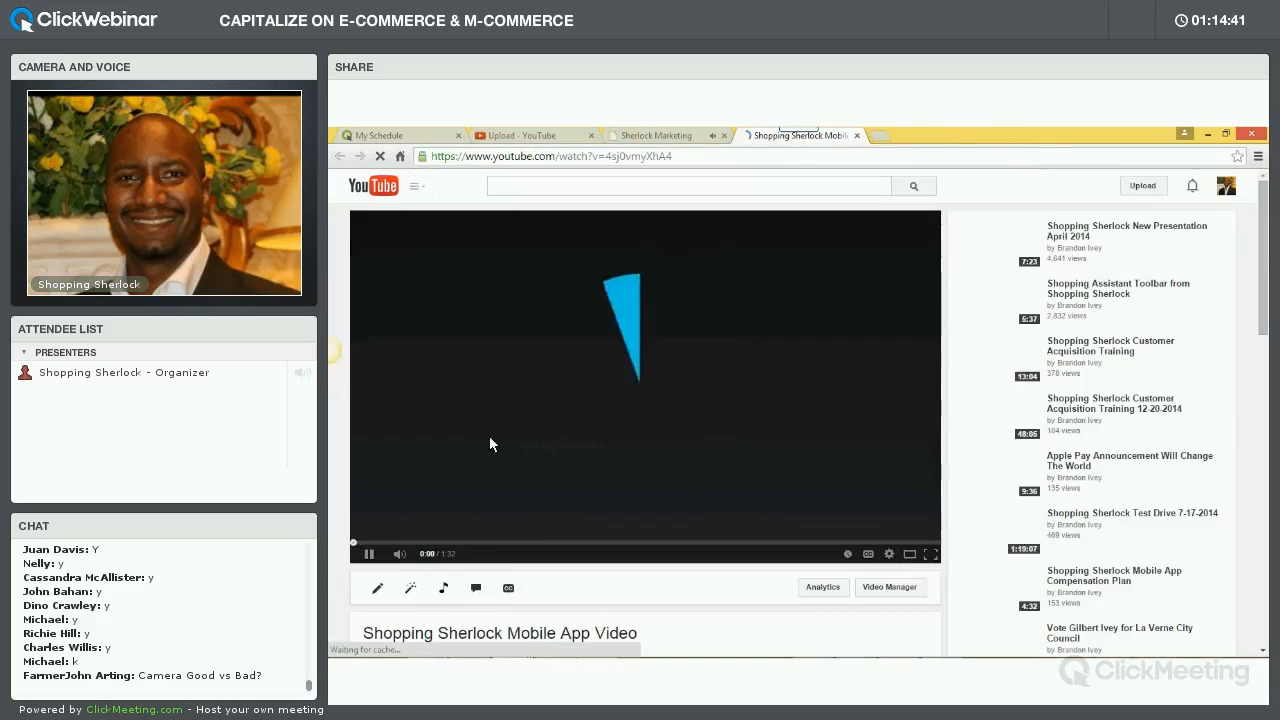 ClickWebinar
CAPITALIZE ON E-COMMERCE & M-COMMERCE
01:14:41
CAMERA AND VOICE
Shopping Sherlock
ATTENDEE LIST
PRESENTERS
Shopping Sherlock - Organizer
CHAT
Juan Davis: Y
Nelly: y
Cassandra McAllister: y
John Bahan: y
Dino Crawley: y
Michael: y
Richie Hill: y
Charles Willis: y
Michael: k
FarmerJohn Arting: Camera Good vs Bad?
Powered by ClickMeeting.com - Host your own meeting
SHARE
My Schedule
Upload - YouTube
Sherlock Marketing
Shopping Sherlock Mobil
https://www.youtube.com/watch?v=4sj0vmyXhA4
YouTube
Upload
0:00 / 1:32
Analytics
Video Manager
Shopping Sherlock Mobile App Video
Waiting for cache...
Shopping Sherlock New Presentation
April 2014
by Brandon Ivey
4,641 views
7:23
Shopping Assistant Toolbar from
Shopping Sherlock
by Brandon Ivey
2,832 views
5:37
Shopping Sherlock Customer
Acquisition Training
by Brandon Ivey
378 views
13:04
Shopping Sherlock Customer
Acquisition Training 12-20-2014
by Brandon Ivey
184 views
48:05
Apple Pay Announcement Will Change
The World
by Brandon Ivey
135 views
9:36
Shopping Sherlock Test Drive 7-17-2014
by Brandon Ivey
469 views
1:19:07
Shopping Sherlock Mobile App
Compensation Plan
by Brandon Ivey
153 views
4:32
Vote Gilbert Ivey for La Verne City
Council
by Brandon Ivey
ClickMeeting